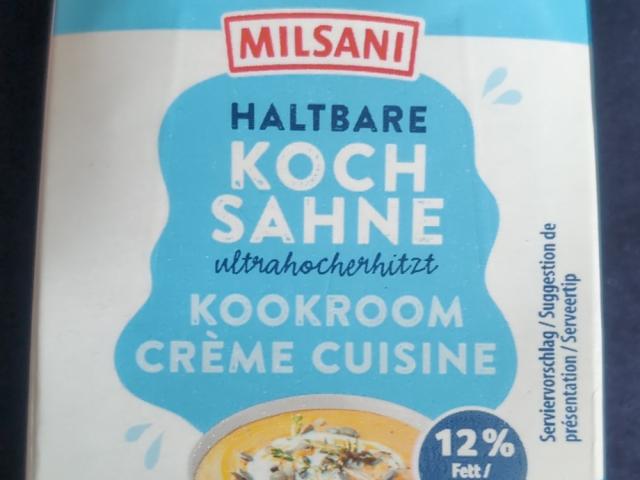 MILSANI
HALTBARE
KOCH
SAHNE
ultrahocherhitzt
KOOKROOM
CRÈME CUISINE
Serviervorschlag / Suggestion de
présentation / Serveertip
12%
Fett /